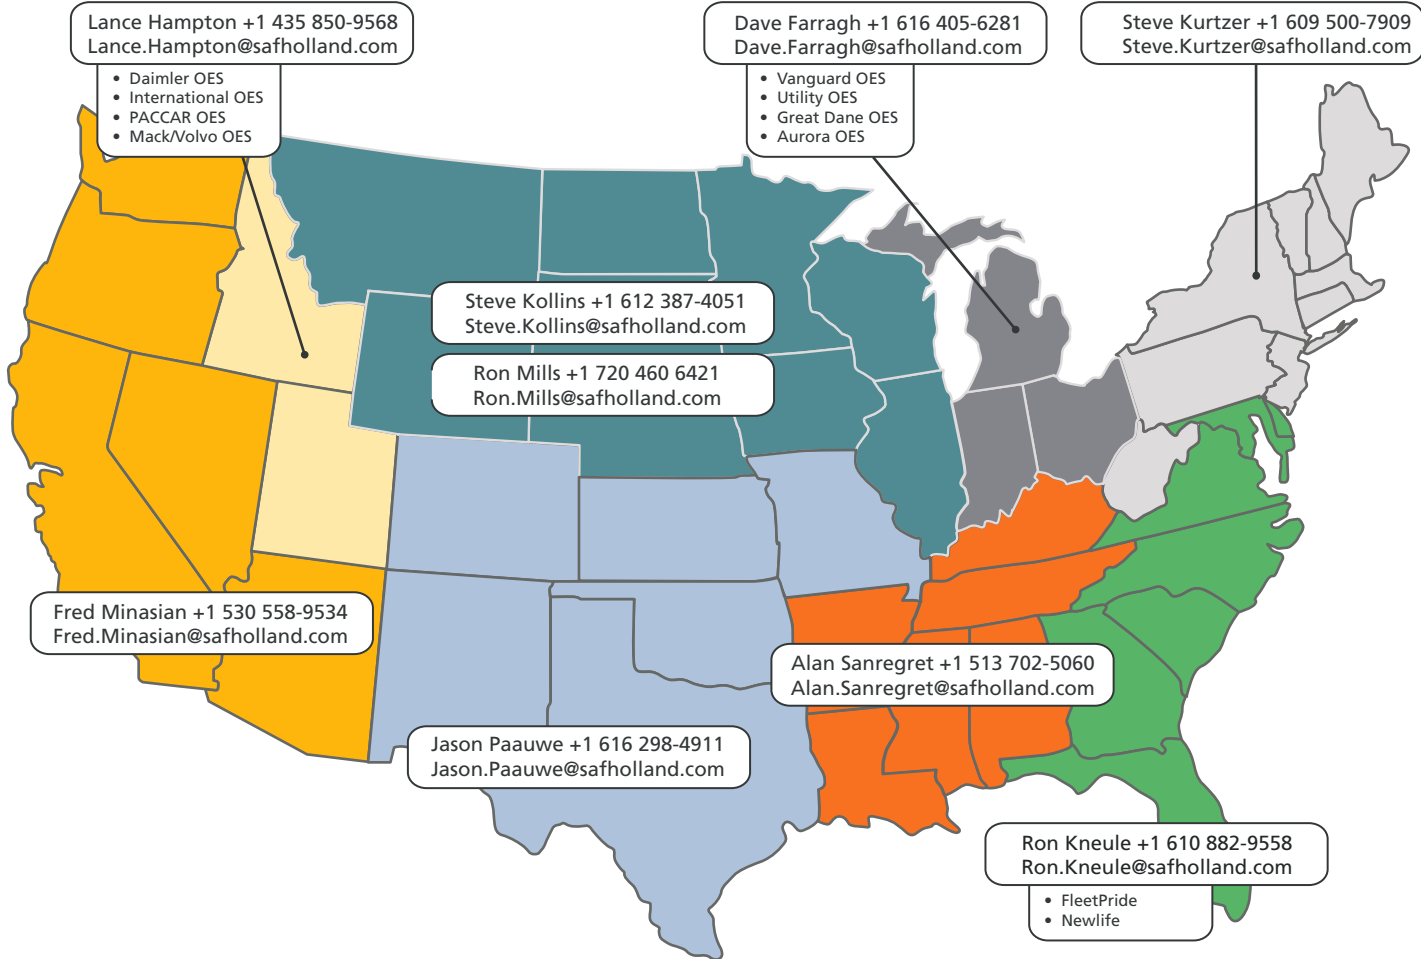 Lance Hampton +1 435 850-9568
Lance.Hampton@safholland.com
• Daimler OES
• International OES
• PACCAR OES
• Mack/Volvo OES
Dave Farragh +1 616 405-6281
Dave.Farragh@safholland.com
• Vanguard OES
• Utility OES
• Great Dane OES
• Aurora OES
Steve Kurtzer +1 609 500-7909
Steve.Kurtzer@safholland.com
Steve Kollins +1 612 387-4051
Steve.Kollins@safholland.com
Ron Mills +1 720 460 6421
Ron.Mills@safholland.com
Fred Minasian +1 530 558-9534
Fred.Minasian@safholland.com
Alan Sanregret +1 513 702-5060
Alan.Sanregret@safholland.com
Jason Paauwe +1 616 298-4911
Jason.Paauwe@safholland.com
Ron Kneule +1 610 882-9558
Ron.Kneule@safholland.com
• FleetPride
• Newlife